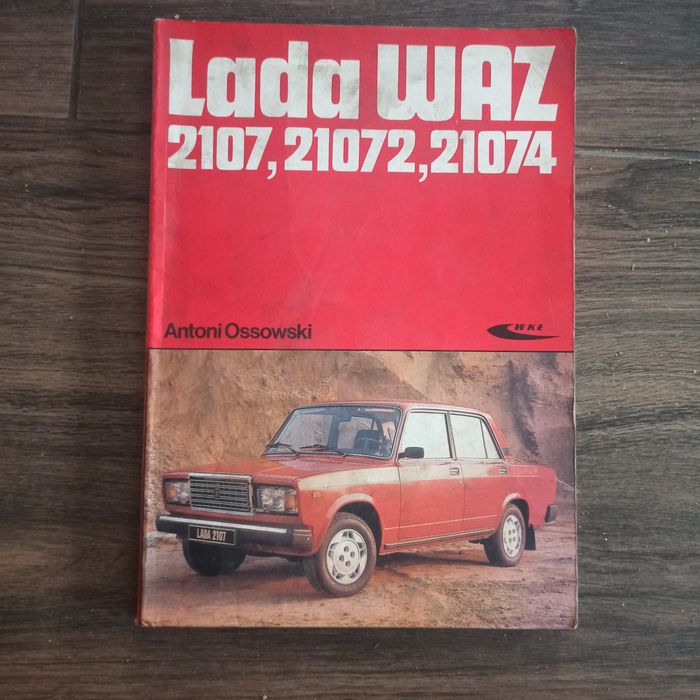 Lada WAZ
2107, 21072, 21074
Antoni Ossowski
WKŁ
LADA 2107